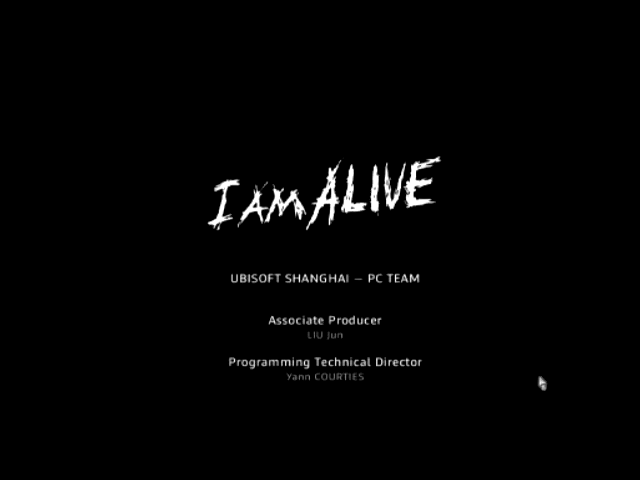 I AM ALIVE
UBISOFT SHANGHAI – PC TEAM
Associate Producer
LIU Jun
Programming Technical Director
Yann COURTIES